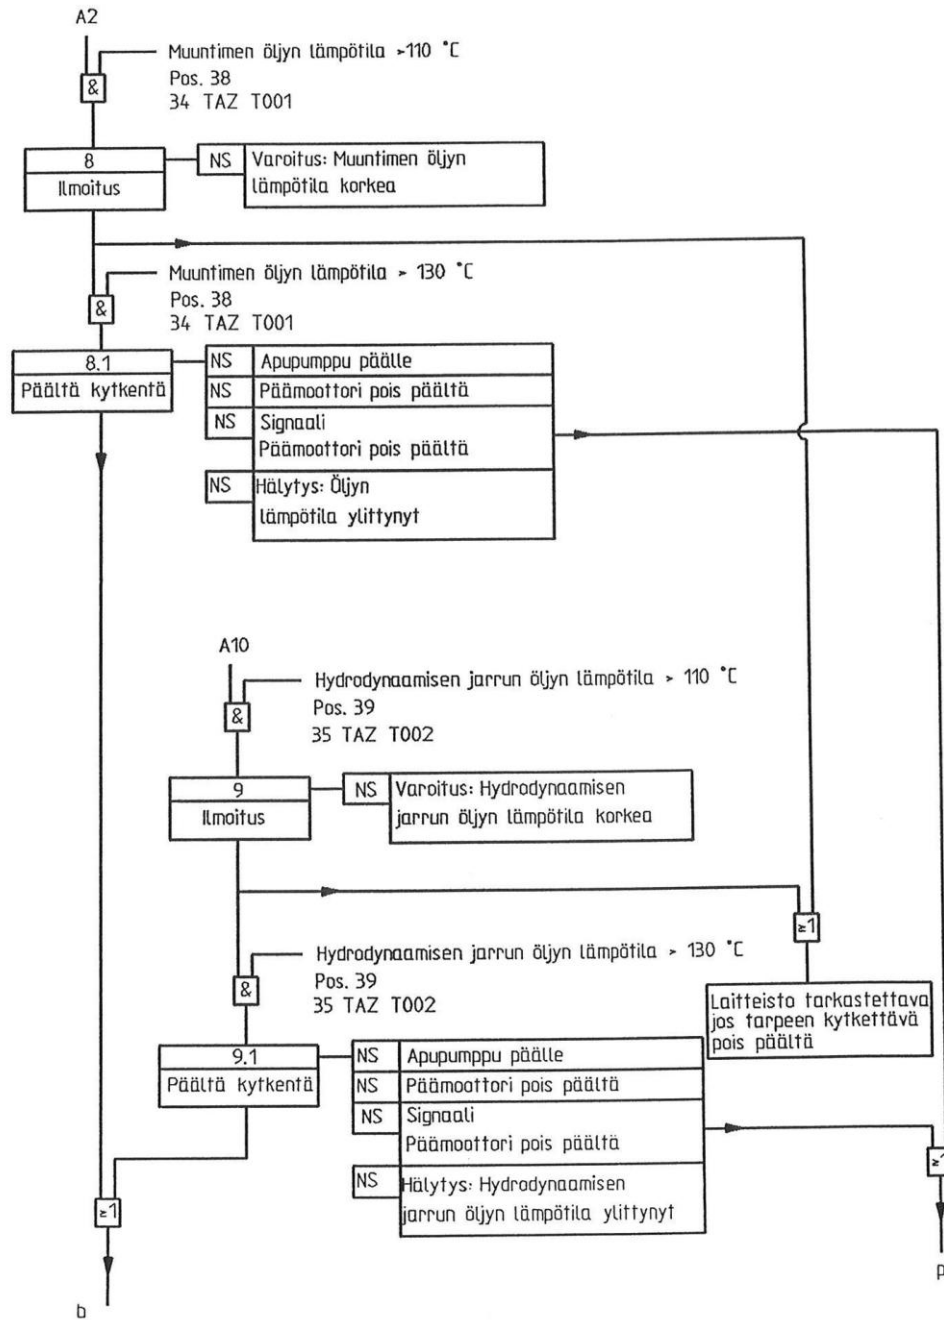 A2
Muuntimen öljyn lämpötila >110 °C
Pos. 38
34 TAZ T001
&
8
Ilmoitus
NS
Varoitus: Muuntimen öljyn
lämpötila korkea
Muuntimen öljyn lämpötila > 130 °C
Pos. 38
34 TAZ T001
&
8.1
Päältä kytkentä
NS
Apupumppu päälle
NS
Päämoottori pois päältä
NS
Signaali
Päämoottori pois päältä
NS
Hälytys: Öljyn
lämpötila ylittynyt
A10
Hydrodynaamisen jarrun öljyn lämpötila > 110 °C
Pos. 39
35 TAZ T002
&
9
Ilmoitus
NS
Varoitus: Hydrodynaamisen
jarrun öljyn lämpötila korkea
≥1
Hydrodynaamisen jarrun öljyn lämpötila > 130 °C
Pos. 39
35 TAZ T002
&
Laitteisto tarkastettava
jos tarpeen kytkettävä
pois päältä
9.1
Päältä kytkentä
NS
Apupumppu päälle
NS
Päämoottori pois päältä
NS
Signaali
Päämoottori pois päältä
NS
Hälytys: Hydrodynaamisen
jarrun öljyn lämpötila ylittynyt
≥1
≥1
b
p